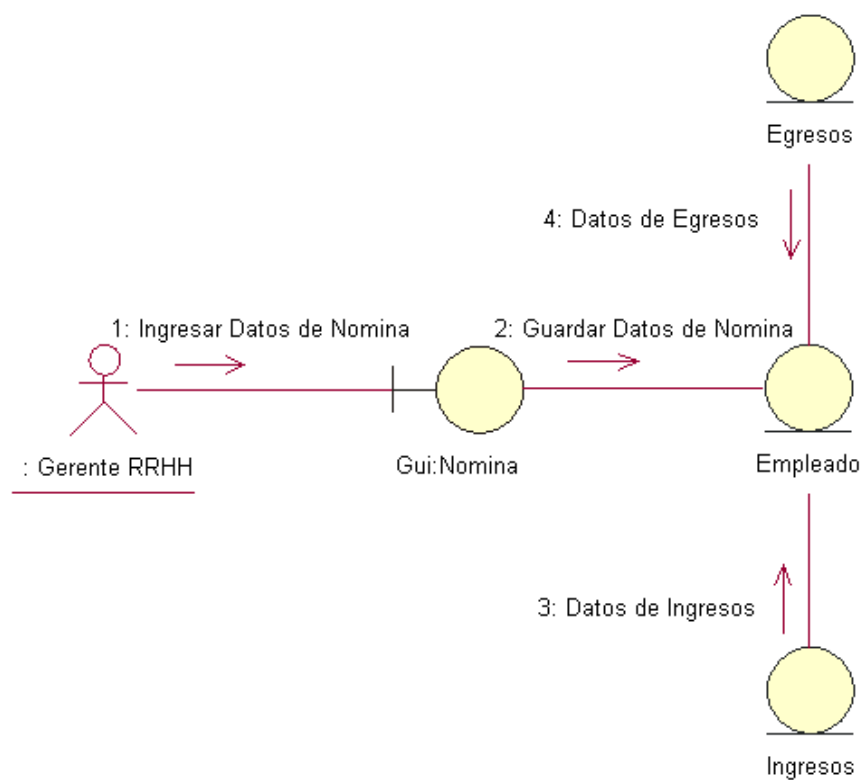 Egresos
4: Datos de Egresos
1: Ingresar Datos de Nomina
2: Guardar Datos de Nomina
: Gerente RRHH
Gui:Nomina
Empleado
3: Datos de Ingresos
Ingresos